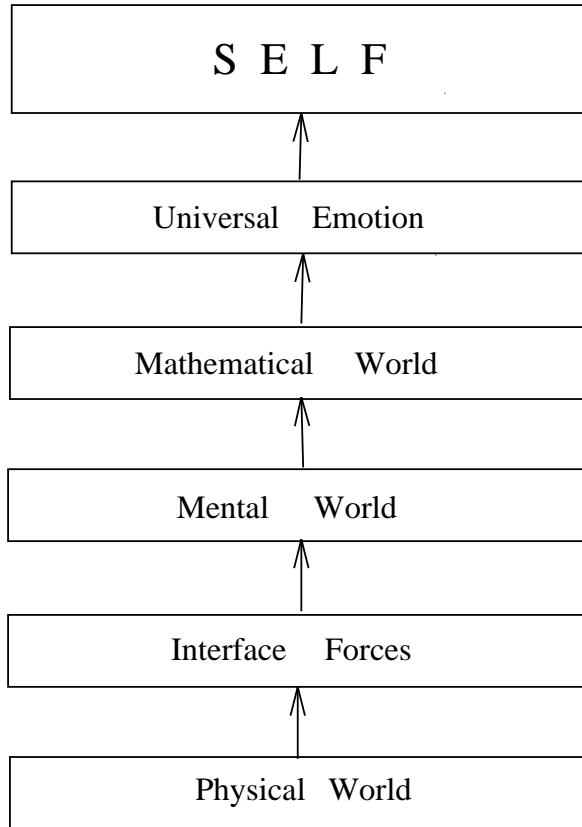 S E L F
Universal Emotion
Mathematical World
Mental World
Interface Forces
Physical World